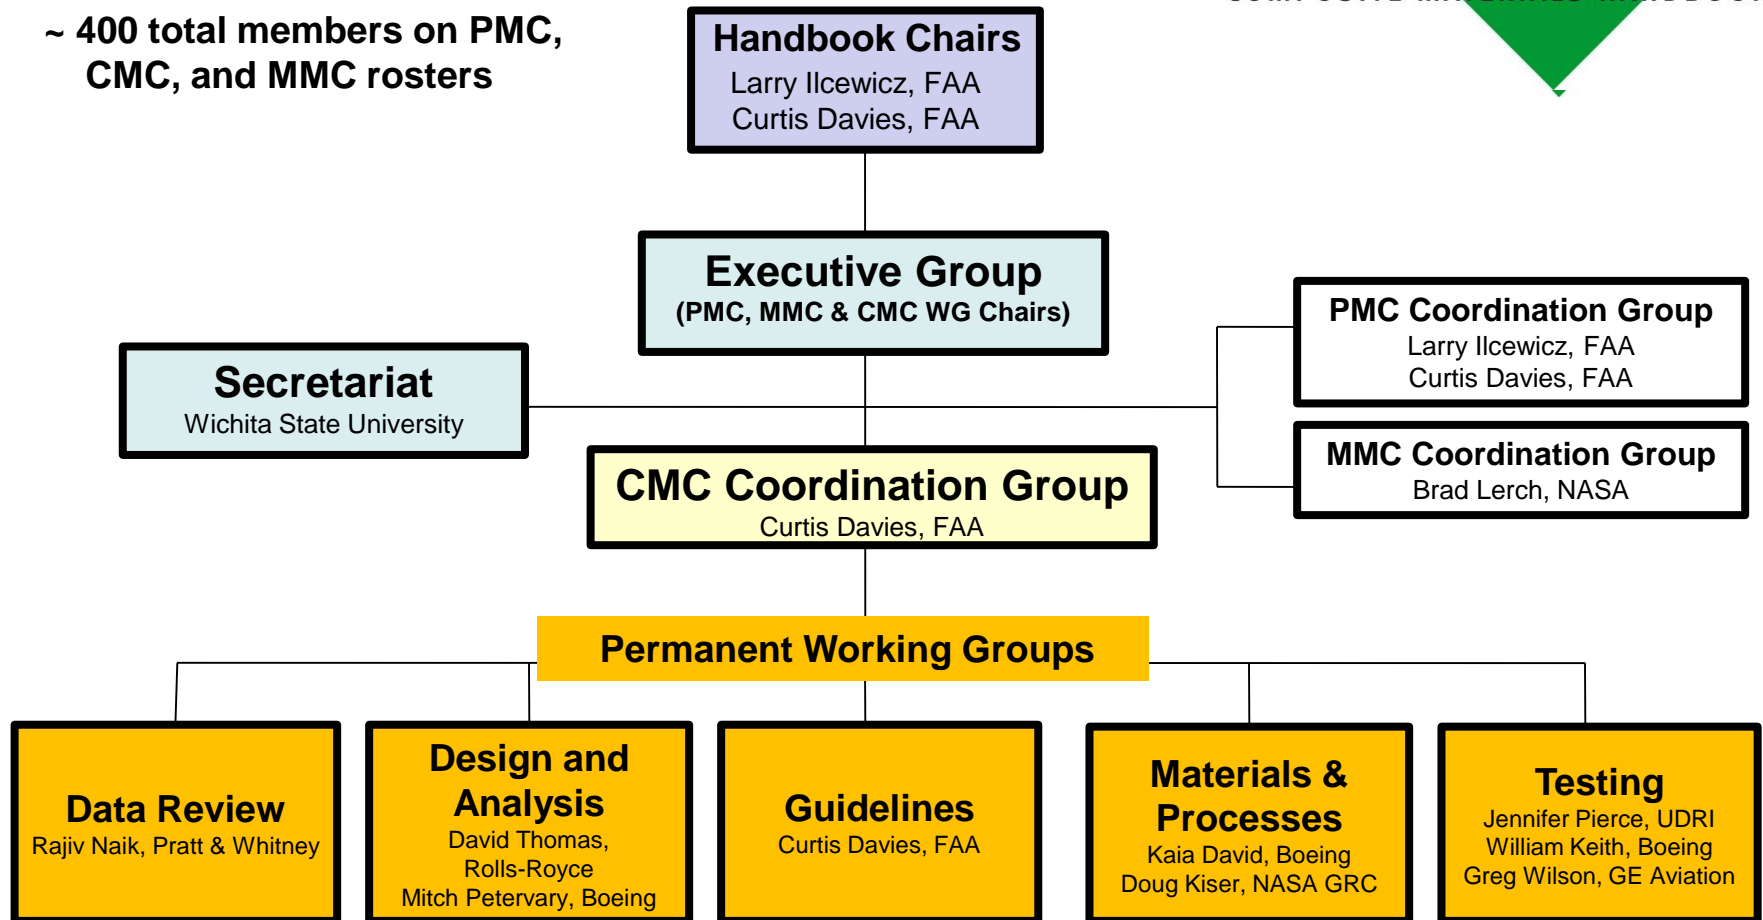 ~ 400 total members on PMC,
CMC, and MMC rosters
Handbook Chairs
Larry Ilcewicz, FAA
Curtis Davies, FAA
Executive Group
(PMC, MMC & CMC WG Chairs)
PMC Coordination Group
Larry Ilcewicz, FAA
Curtis Davies, FAA
Secretariat
Wichita State University
MMC Coordination Group
Brad Lerch, NASA
CMC Coordination Group
Curtis Davies, FAA
Permanent Working Groups
Data Review
Rajiv Naik, Pratt & Whitney
Design and
Analysis
David Thomas,
Rolls-Royce
Mitch Petervary, Boeing
Guidelines
Curtis Davies, FAA
Materials &
Processes
Kaia David, Boeing
Doug Kiser, NASA GRC
Testing
Jennifer Pierce, UDRI
William Keith, Boeing
Greg Wilson, GE Aviation